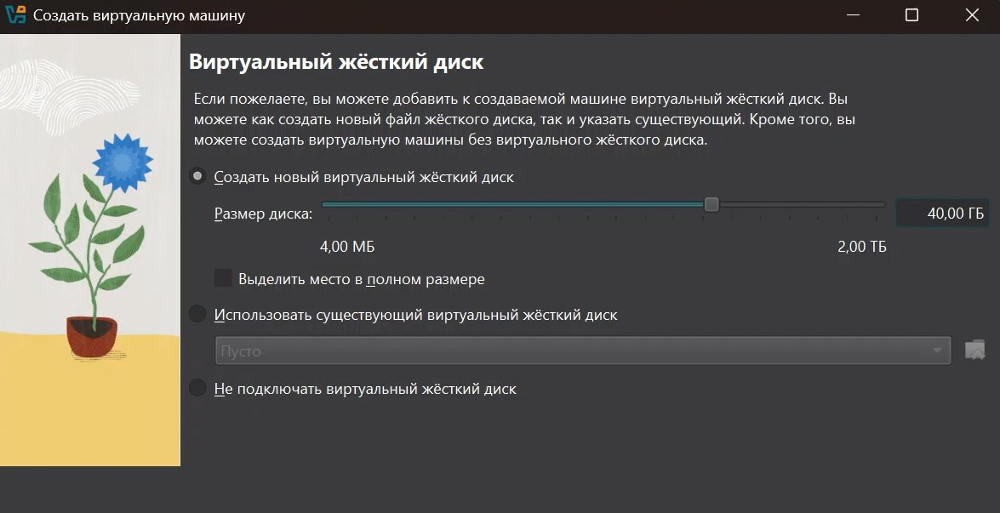 Создать виртуальную машину
Виртуальный жёсткий диск
Если пожелаете, вы можете добавить к создаваемой машине виртуальный жёсткий диск. Вы
можете как создать новый файл жёсткого диска, так и указать существующий. Кроме того, вы
можете создать виртуальную машины без виртуального жёсткого диска.
Создать новый виртуальный жёсткий диск
Размер диска:
40,00 ГБ
4,00 МБ
2,00 ТБ
Выделить место в полном размере
Использовать существующий виртуальный жёсткий диск
Пусто
Не подключать виртуальный жёсткий диск